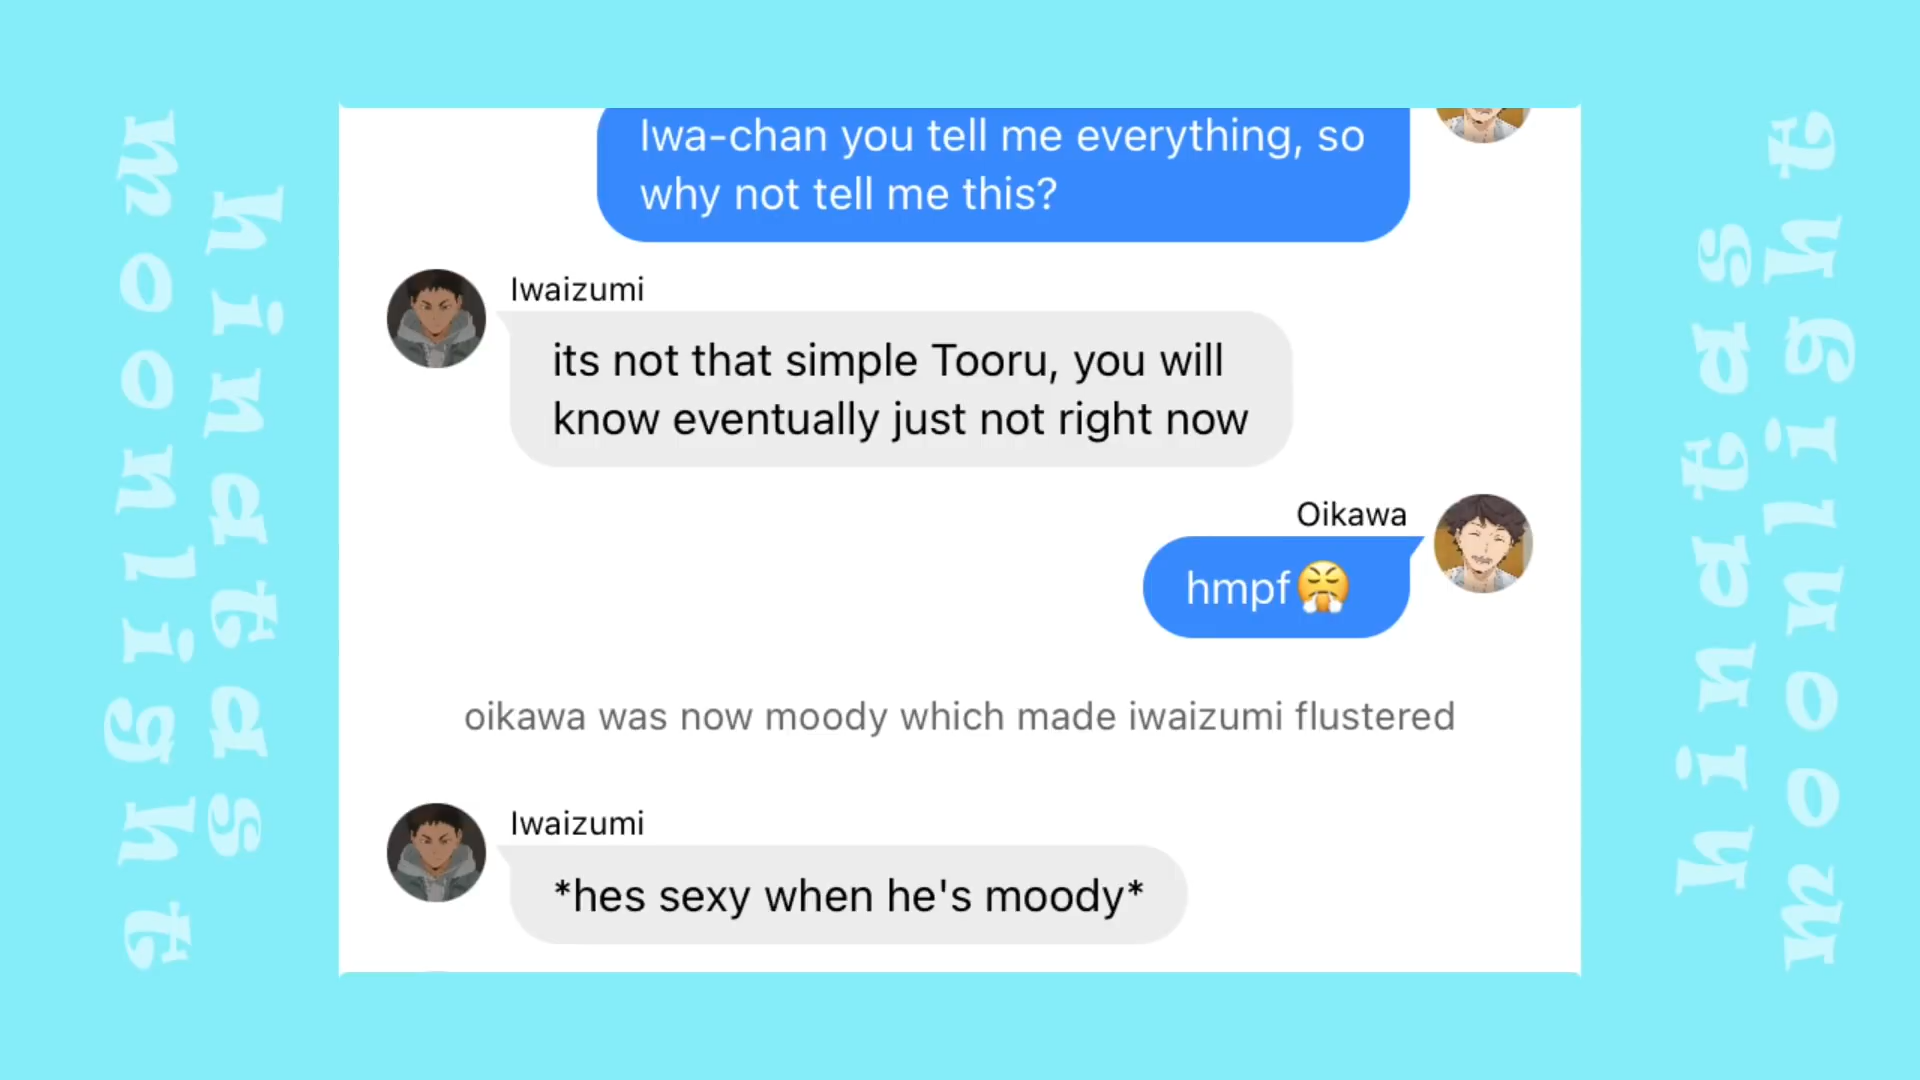 hinatas
moonlight
Iwa-chan you tell me everything, so
why not tell me this?
Iwaizumi
its not that simple Tooru, you will
know eventually just not right now
Oikawa
hmpf😤
oikawa was now moody which made iwaizumi flustered
Iwaizumi
*hes sexy when he's moody*
hinatas
moonlight